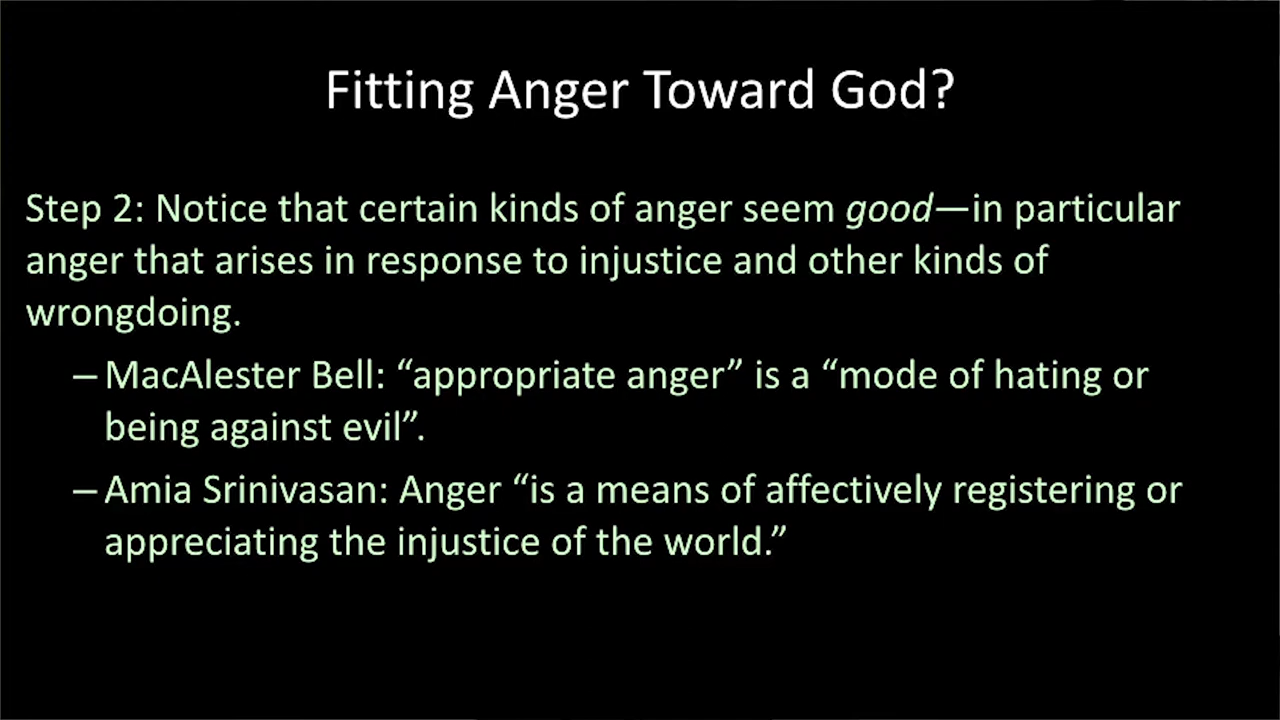 Fitting Anger Toward God?
Step 2: Notice that certain kinds of anger seem good—in particular
anger that arises in response to injustice and other kinds of
wrongdoing.
– MacAlester Bell: “appropriate anger” is a “mode of hating or
being against evil”.
– Amia Srinivasan: Anger “is a means of affectively registering or
appreciating the injustice of the world.”